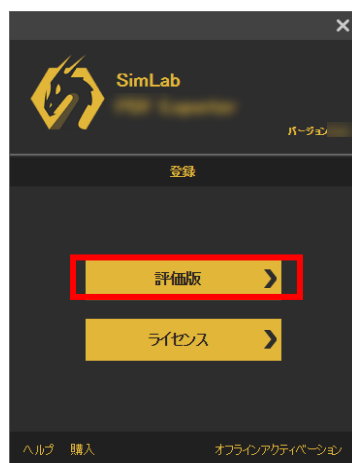 SimLab
バージョン
登録
評価版
ライセンス
ヘルプ 購入 オフラインアクティベーション